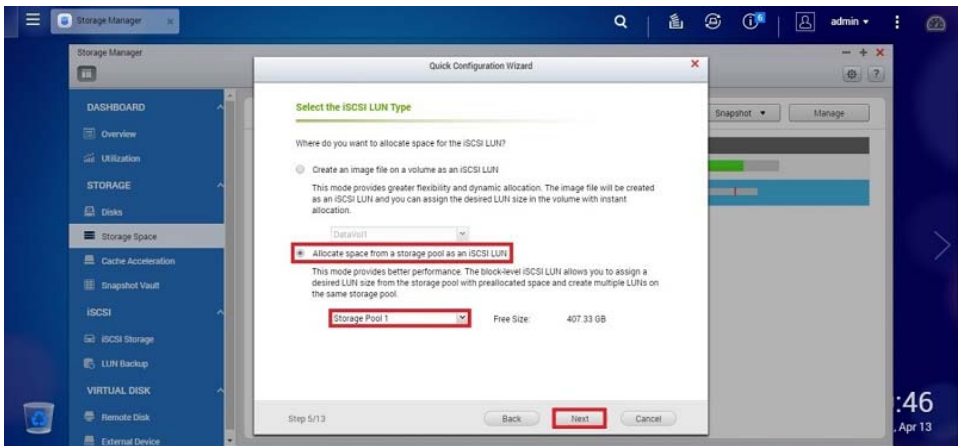 Storage Manager
6
admin
Storage Manager
Quick Configuration Wizard
?
DASHBOARD
Overview
Utilization
STORAGE
Disks
Storage Space
Cache Acceleration
Snapshot Vault
iSCSI
iSCSI Storage
LUN Backup
VIRTUAL DISK
Remote Disk
External Device
Snapshot
Manage
Select the iSCSI LUN Type
Where do you want to allocate space for the iSCSI LUN?
Create an image file on a volume as an iSCSI LUN
This mode provides greater flexibility and dynamic allocation. The image file will be created
as an iSCSI LUN and you can assign the desired LUN size in the volume with instant
allocation.
DataVol1
Allocate space from a storage pool as an iSCSI LUN
This mode provides better performance. The block-level iSCSI LUN allows you to assign a
desired LUN size from the storage pool with preallocated space and create multiple LUNs on
the same storage pool.
Storage Pool 1 Free Size: 407.33 GB
Step 5/13 Back Next Cancel
:46
Apr 13